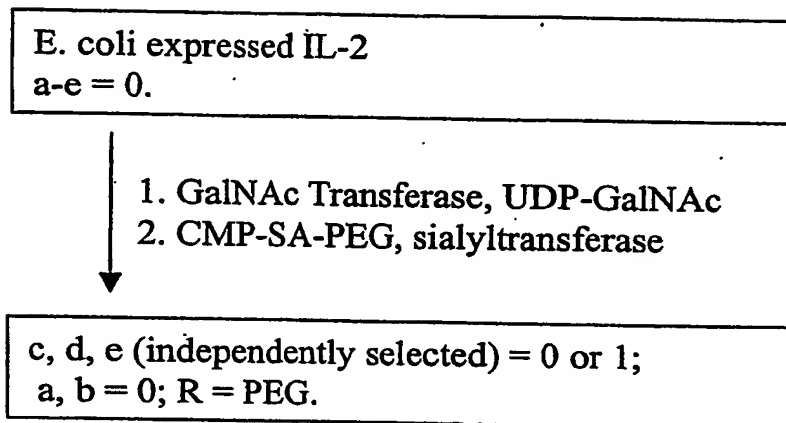 E. coli expressed IL-2
a-e = 0.
1. GalNAc Transferase, UDP-GalNAc
2. CMP-SA-PEG, sialyltransferase
c, d, e (independently selected) = 0 or 1;
a, b = 0; R = PEG.